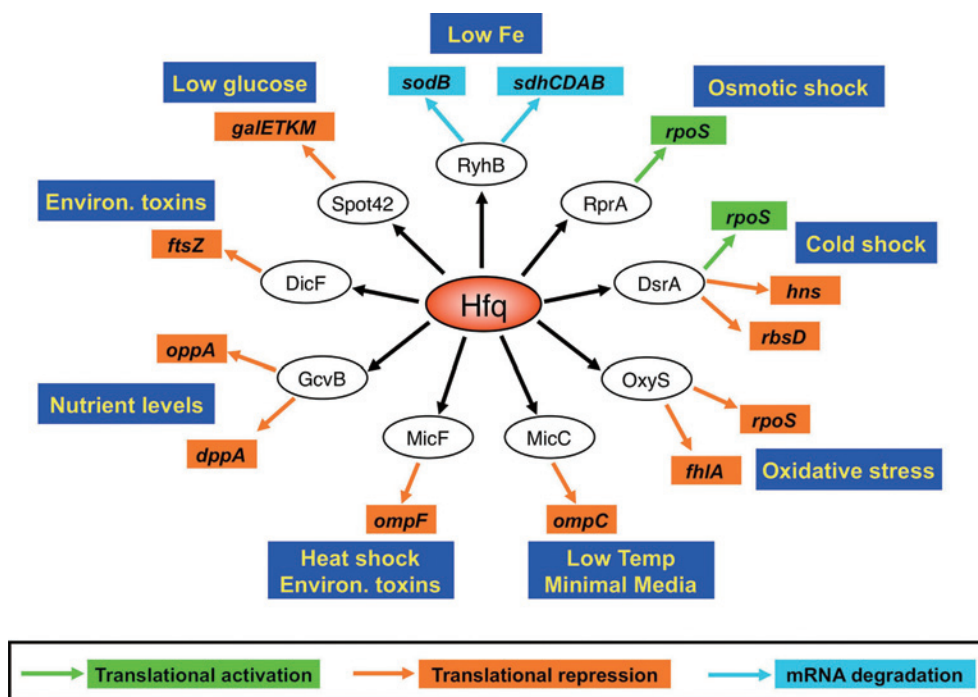 Low Fe
sodB
sdhCDAB
Low glucose
Osmotic shock
galETKM
rpoS
RyhB
Spot42
RprA
Environ. toxins
rpoS
Cold shock
ftsZ
DicF
DsrA
hns
Hfq
rbsD
oppA
GcvB
OxyS
Nutrient levels
rpoS
MicF
MicC
dppA
fhlA
Oxidative stress
ompF
ompC
Heat shock
Environ. toxins
Low Temp
Minimal Media
Translational activation
Translational repression
mRNA degradation